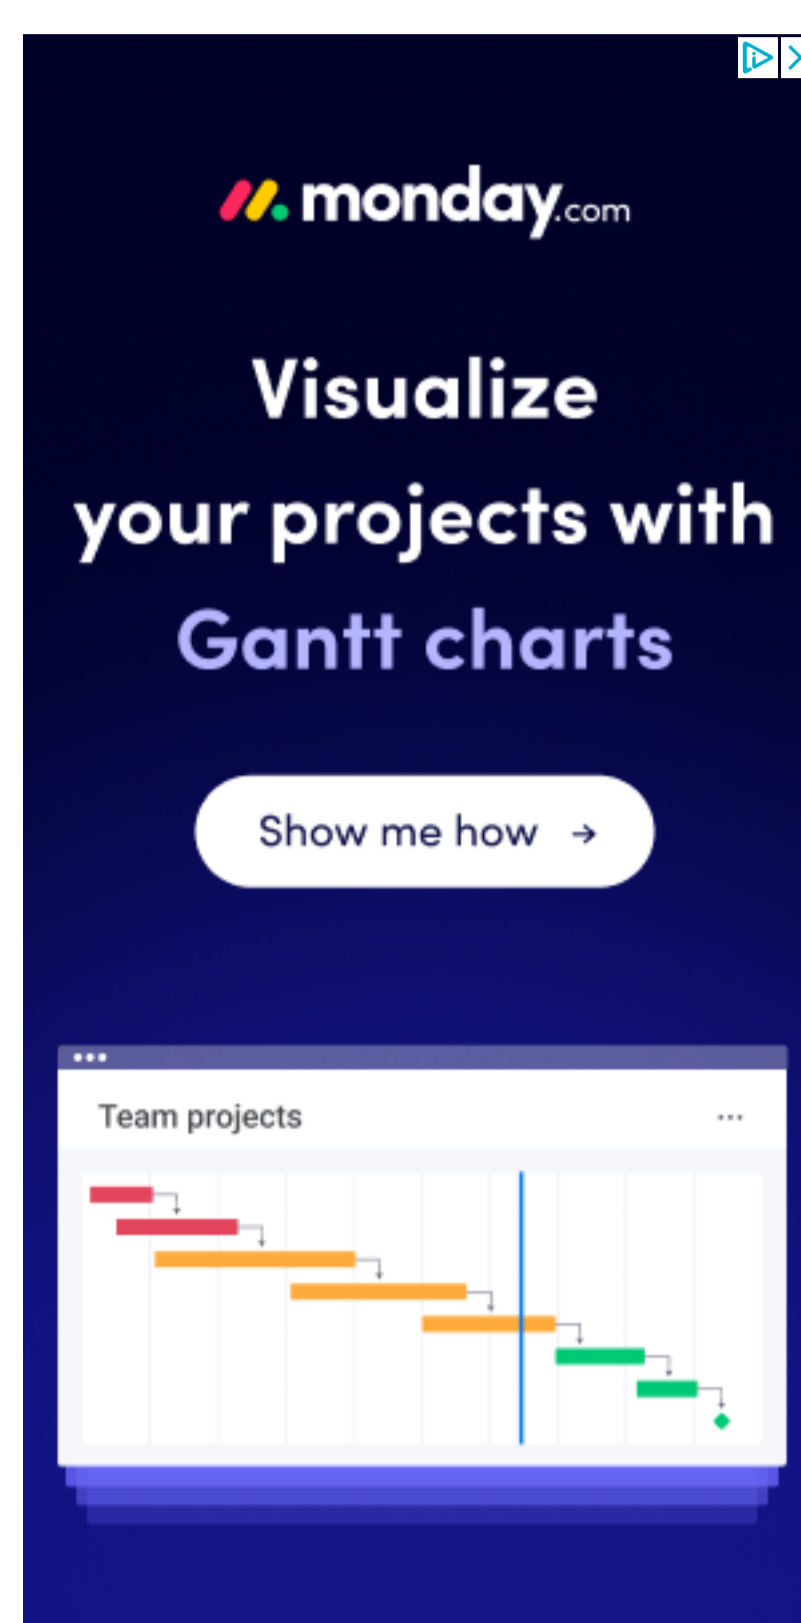 monday.com
Visualize
your projects with
Gantt charts
Show me how →
Team projects